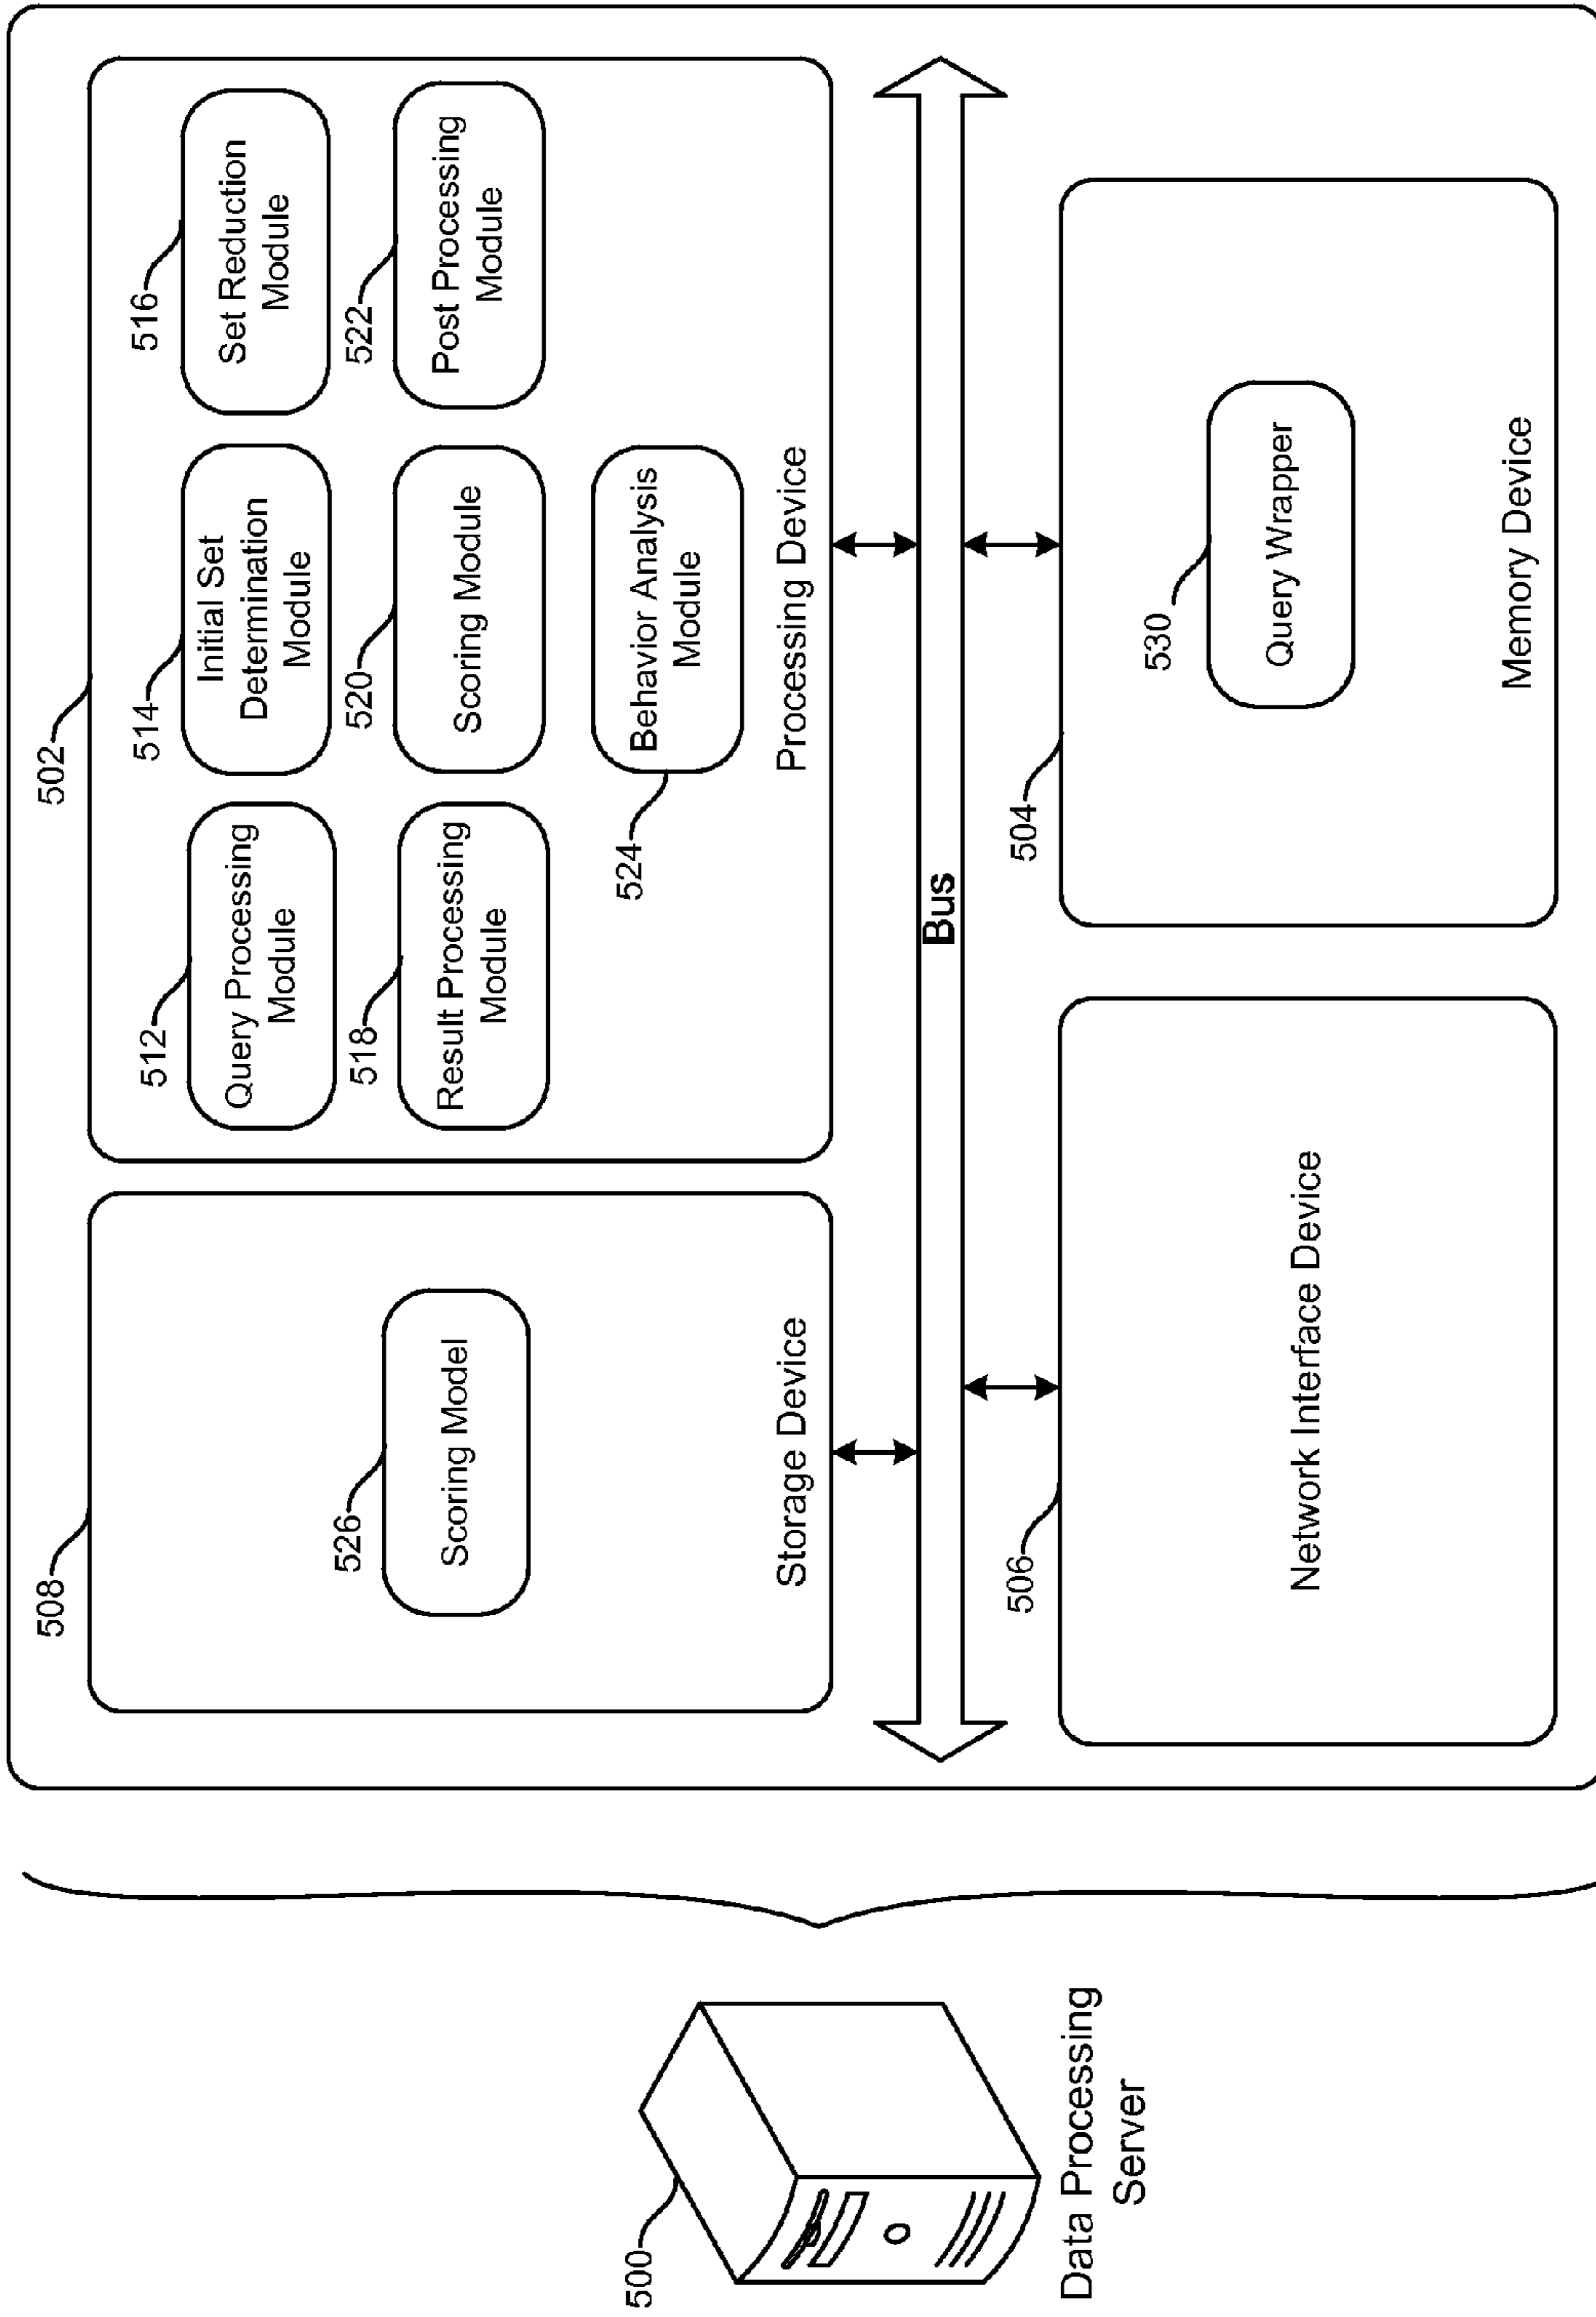 500
Data Processing
Server
508
526
Scoring Model
Storage Device
502
512
Query Processing
Module
514
Initial Set
Determination
Module
516
Set Reduction
Module
518
Result Processing
Module
520
Scoring Module
522
Post Processing
Module
524
Behavior Analysis
Module
Processing Device
Bus
506
Network Interface Device
504
530
Query Wrapper
Memory Device